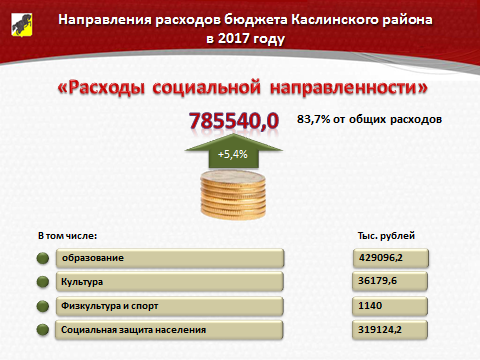 Направления расходов бюджета Каслинского района
в 2017 году
«Расходы социальной направленности»
785540,0
83,7% от общих расходов
+5,4%
В том числе: Тыс. рублей
образование 429096,2
Культура 36179,6
Физкультура и спорт 1140
Социальная защита населения 319124,2